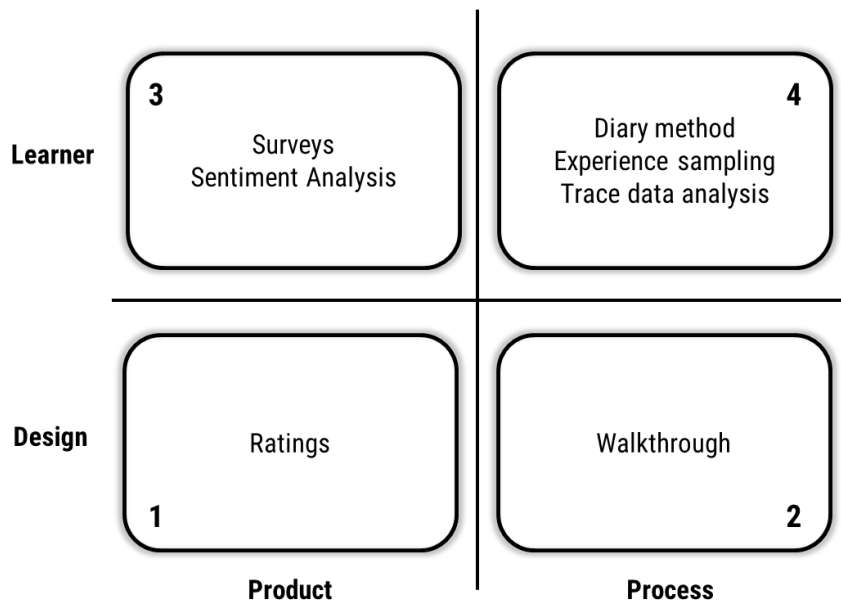 3
4
Learner
Surveys
Sentiment Analysis
Diary method
Experience sampling
Trace data analysis
Design
Ratings
Walkthrough
1
2
Product
Process